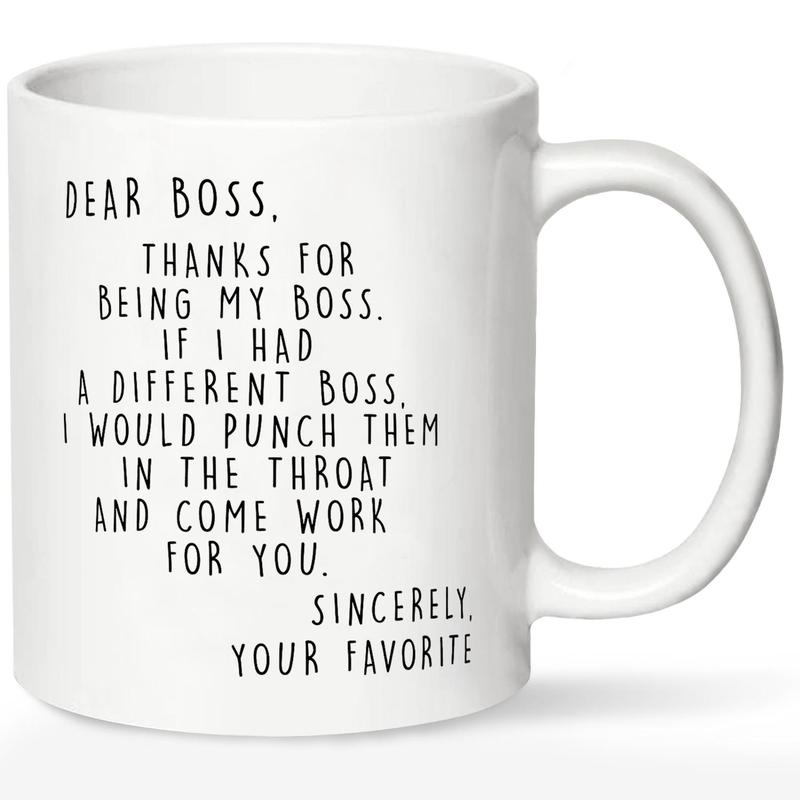 DEAR BOSS,
THANKS FOR
BEING MY BOSS.
IF I HAD
A DIFFERENT BOSS,
I WOULD PUNCH THEM
IN THE THROAT
AND COME WORK
FOR YOU.
SINCERELY,
YOUR FAVORITE